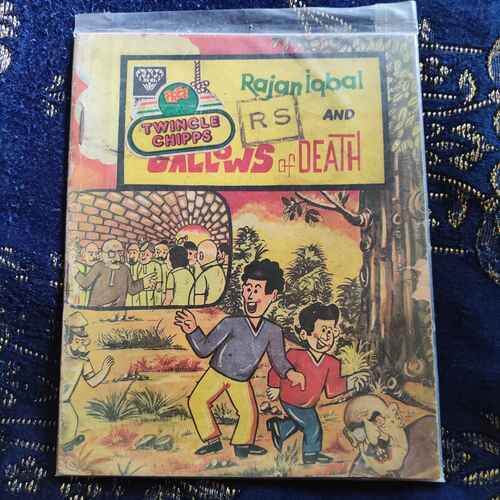 Rajan Iqbal
TWINCLE
CHIPPS
RS
AND
GALLOWS of DEATH